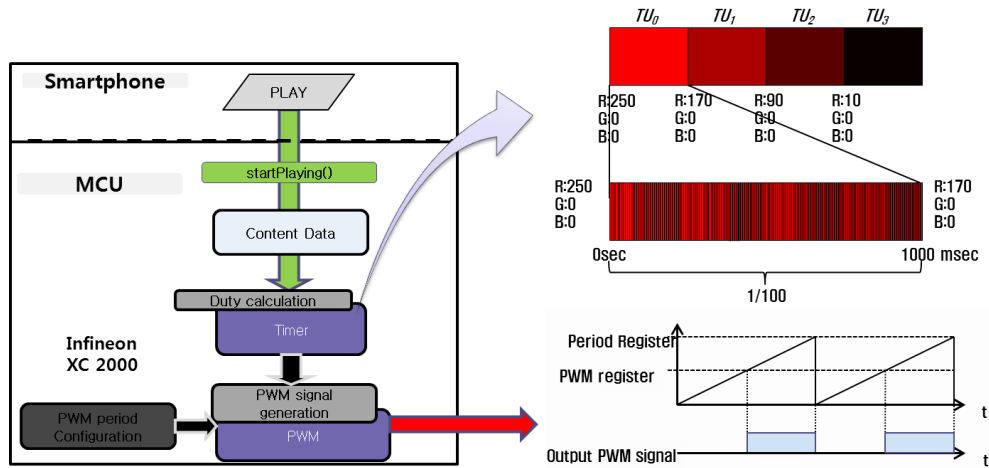 Smartphone
PLAY
MCU
startPlaying()
Content Data
Duty calculation
Timer
Infineon
XC 2000
PWM signal
generation
PWM
PWM period
Configuration
TU0 TU1 TU2 TU3
R:250 R:170 R:90 R:10
G:0 G:0 G:0 G:0
B:0 B:0 B:0 B:0
R:250 R:170
G:0 G:0
B:0 B:0
0sec 1000 msec
1/100
Period Register
PWM register
t
Output PWM signal t